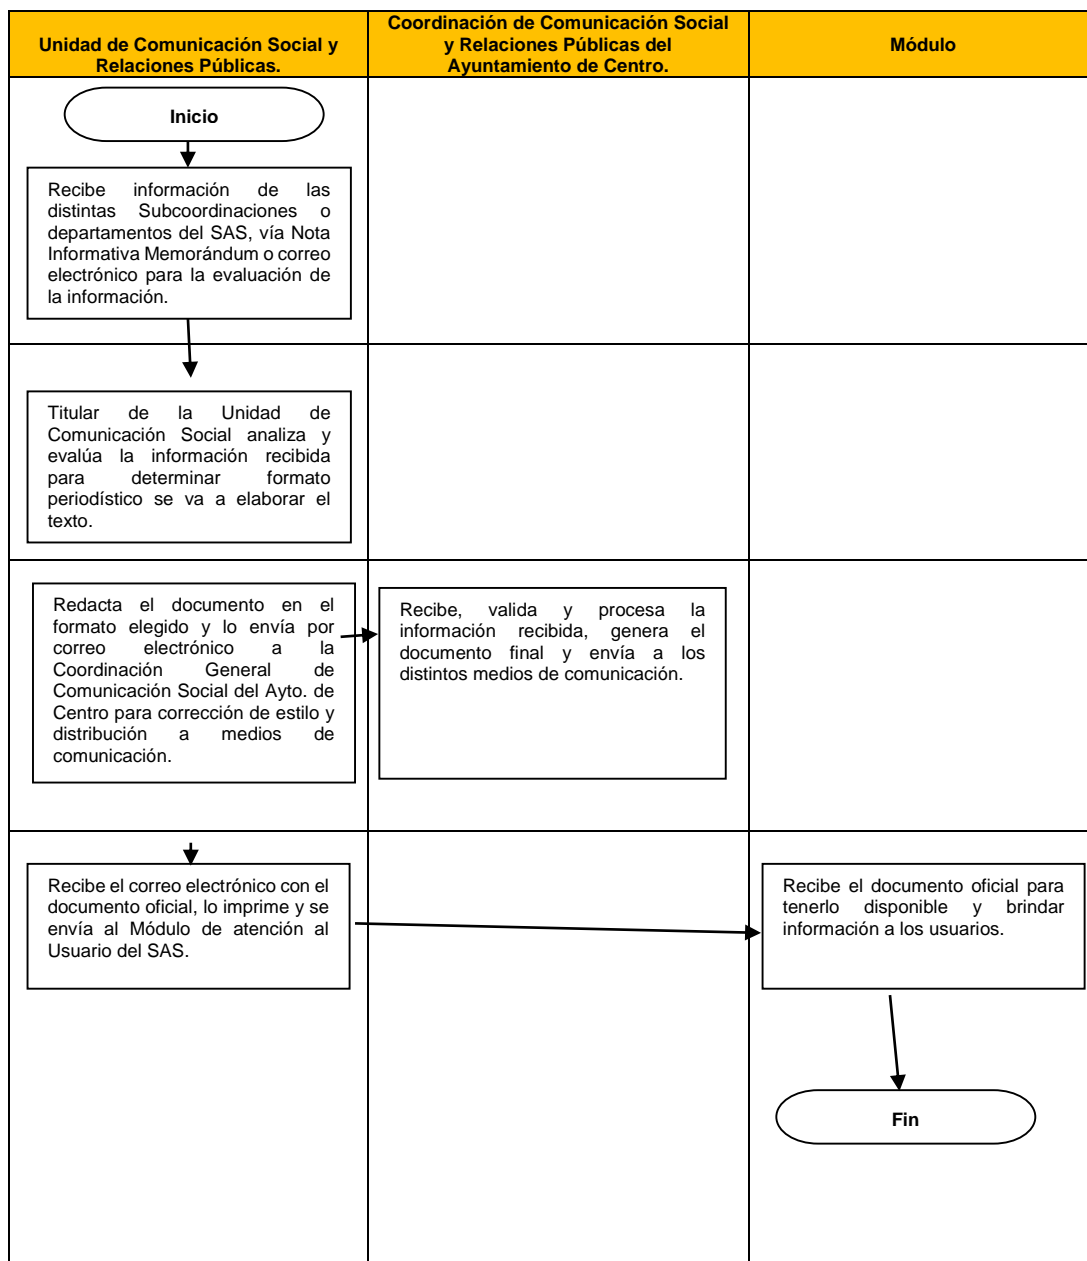 Unidad de Comunicación Social y
Relaciones Públicas.
Coordinación de Comunicación Social
y Relaciones Públicas del
Ayuntamiento de Centro.
Módulo
Inicio
Recibe información de las
distintas Subcoordinaciones o
departamentos del SAS, vía Nota
Informativa Memorándum o correo
electrónico para la evaluación de
la información.
Titular de la Unidad de
Comunicación Social analiza y
evalúa la información recibida
para determinar formato
periodístico se va a elaborar el
texto.
Redacta el documento en el
formato elegido y lo envía por
correo electrónico a la
Coordinación General de
Comunicación Social del Ayto. de
Centro para corrección de estilo y
distribución a medios de
comunicación.
Recibe, valida y procesa la
información recibida, genera el
documento final y envía a los
distintos medios de comunicación.
Recibe el correo electrónico con el
documento oficial, lo imprime y se
envía al Módulo de atención al
Usuario del SAS.
Recibe el documento oficial para
tenerlo disponible y brindar
información a los usuarios.
Fin